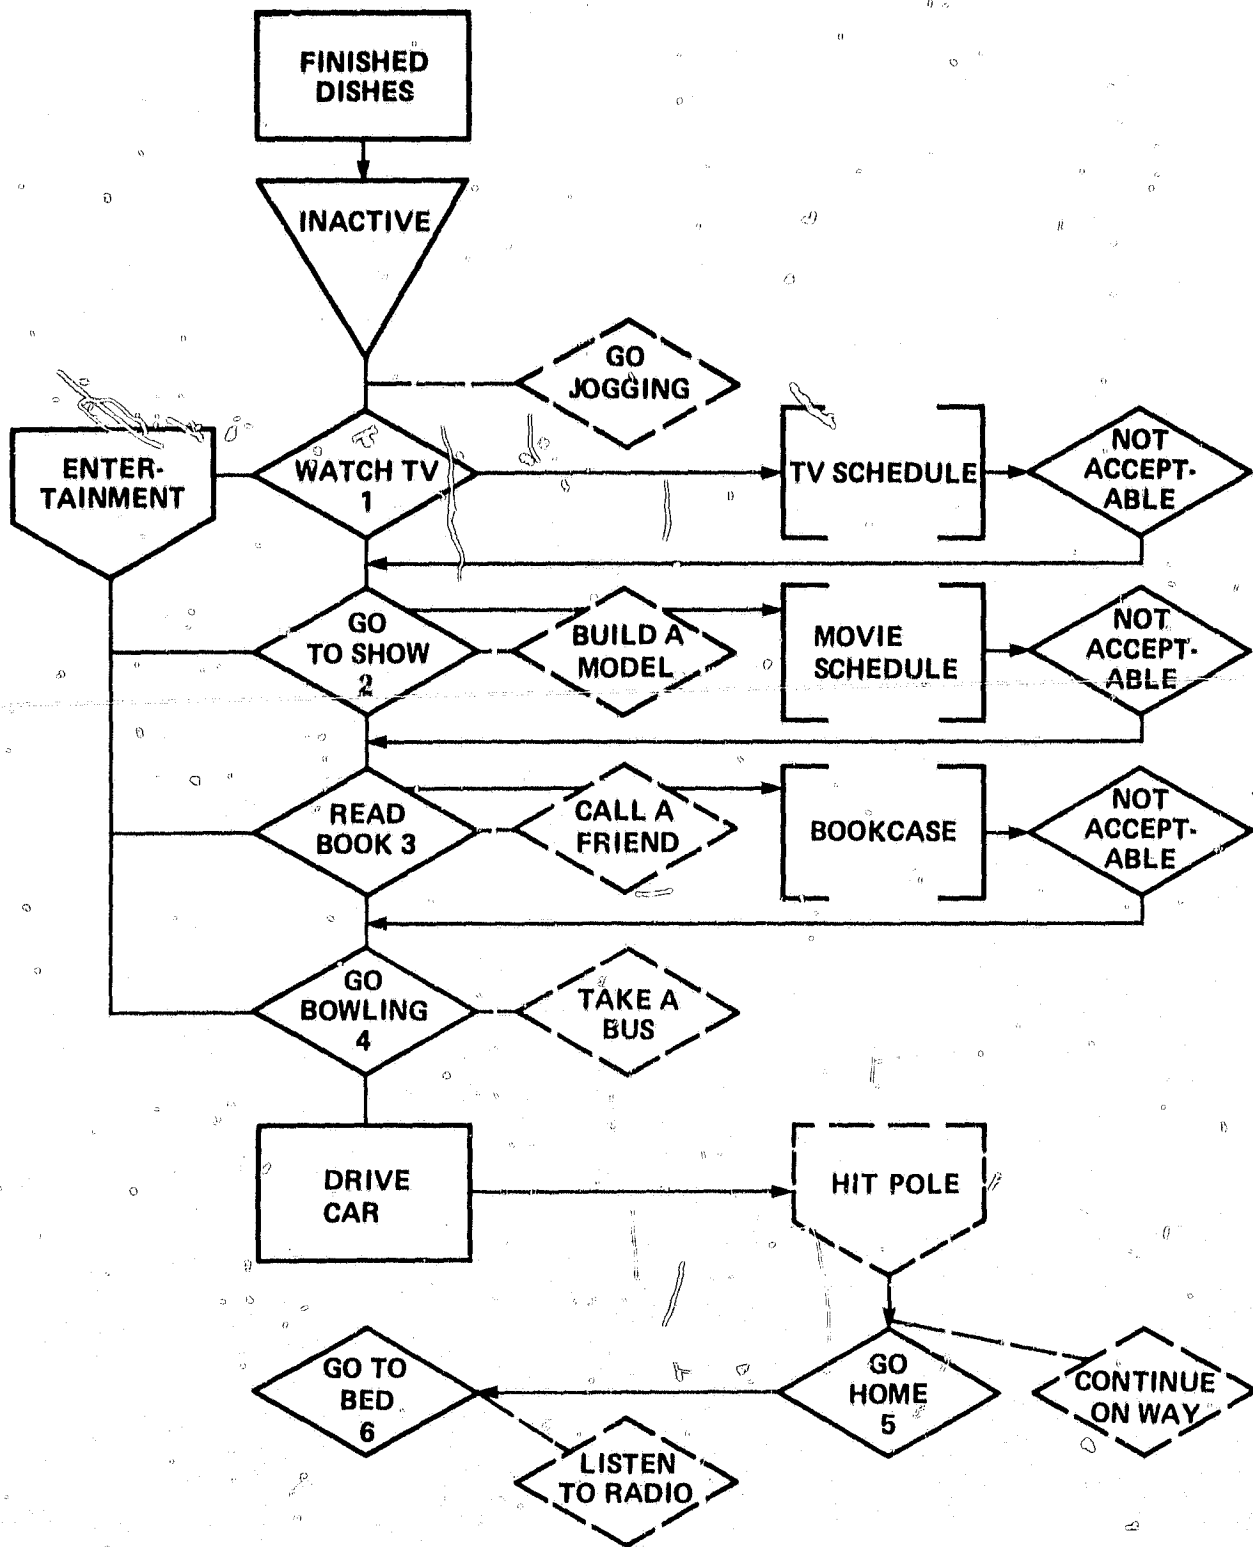 FINISHED
DISHES
INACTIVE
GO
JOGGING
ENTER-
TAINMENT
WATCH TV
1
TV SCHEDULE
NOT
ACCEPT-
ABLE
GO
TO SHOW
2
BUILD A
MODEL
MOVIE
SCHEDULE
NOT
ACCEPT-
ABLE
READ
BOOK 3
CALL A
FRIEND
BOOKCASE
NOT
ACCEPT-
ABLE
GO
BOWLING
4
TAKE A
BUS
DRIVE
CAR
HIT POLE
GO TO
BED
6
GO
HOME
5
CONTINUE
ON WAY
LISTEN
TO RADIO